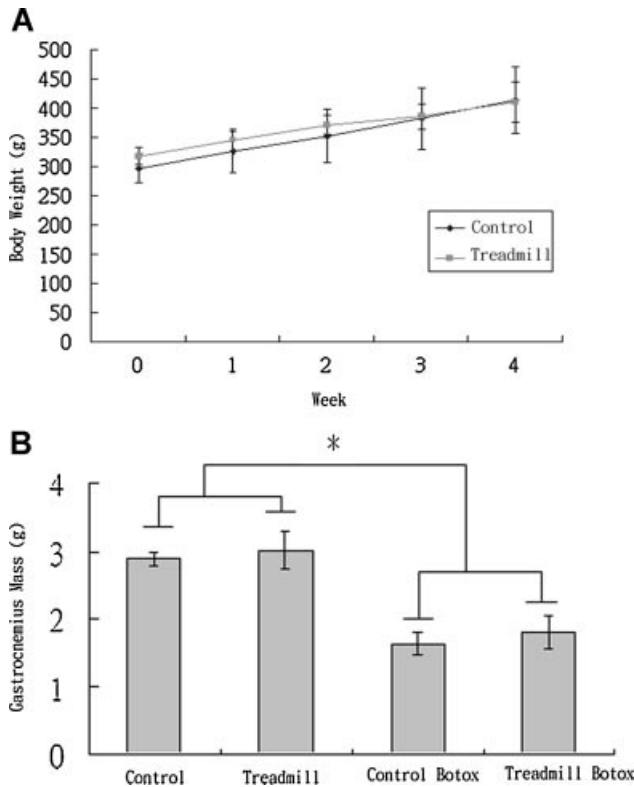 A
500
450
400
350
300
250
200
150
100
50
0
Body Weight (g)
0 1 2 3 4
Week
Control
Treadmill
B
*
4
3
2
1
0
Gastrocnemius Mass (g)
Control Treadmill Control Botox Treadmill Botox